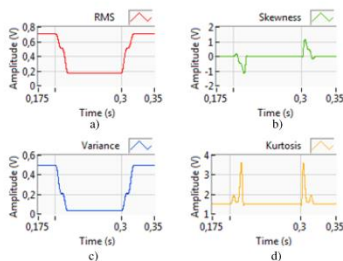 RMS
Amplitude (V)
0,8
0,6
0,4
0,2
0
0,175
0,3
0,35
Time (s)
a)
Skewness
Amplitude (V)
2
1
0
-1
-2
0,175
0,3
0,35
Time (s)
b)
Variance
Amplitude (V)
0,6
0,4
0,2
0
0,175
0,3
0,35
Time (s)
c)
Kurtosis
Amplitude (V)
4
3
2
1
0,175
0,3
0,35
Time (s)
d)